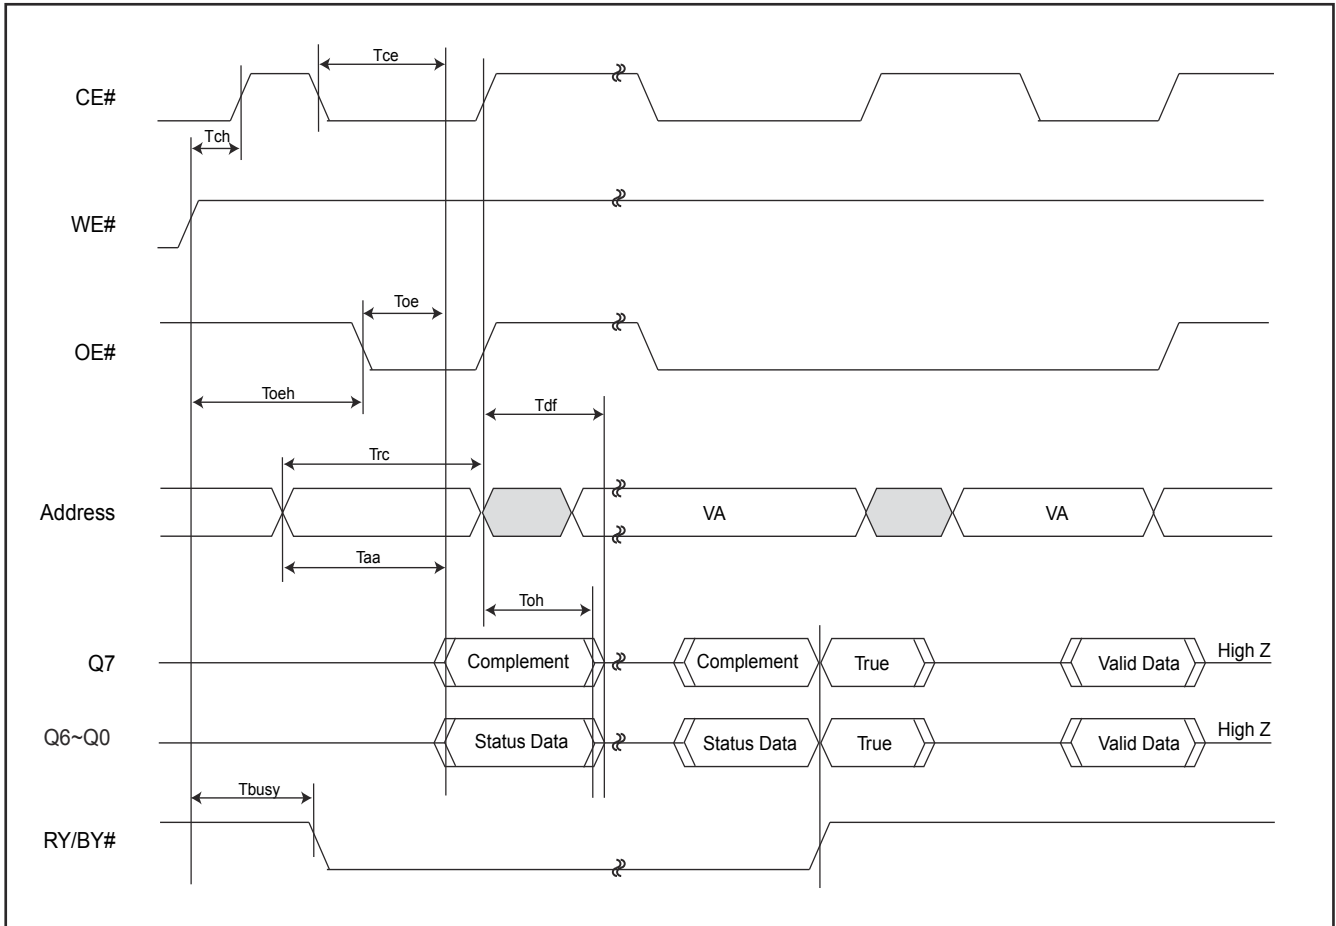 Tce
CE#
Tch
WE#
Toe
OE#
Toeh
Tdf
Trc
Address
VA
VA
Taa
Toh
Q7
Complement
Complement
True
Valid Data
High Z
Q6~Q0
Status Data
Status Data
True
Valid Data
High Z
Tbusy
RY/BY#